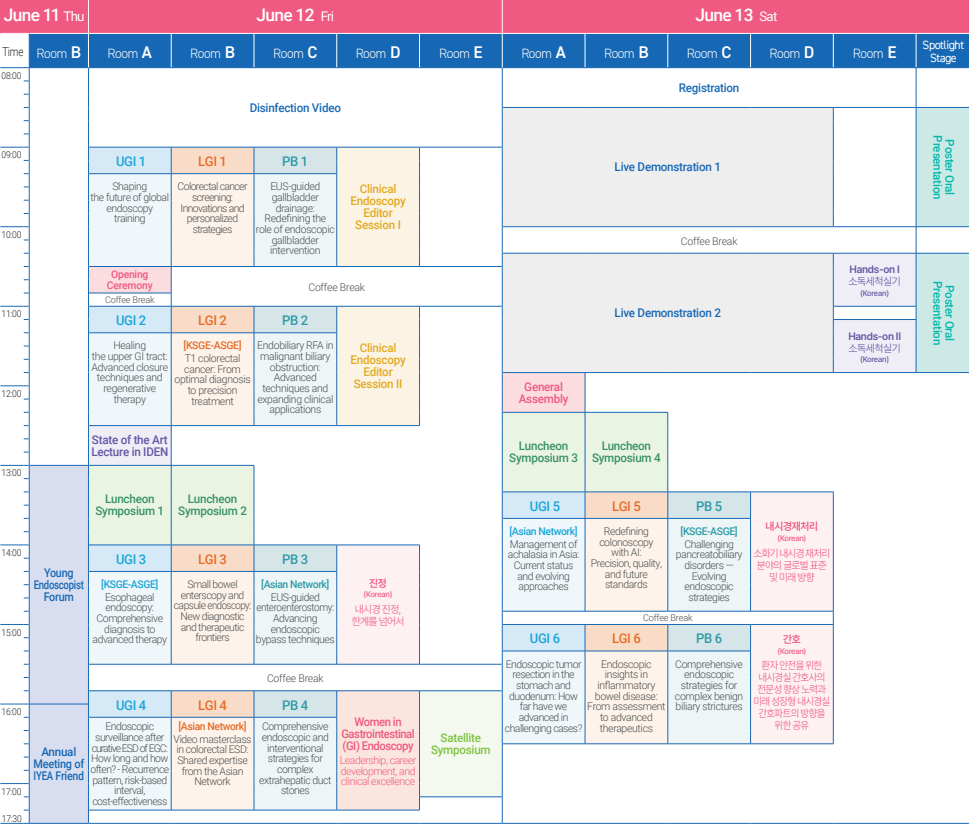 June 11 Thu
June 12 Fri
June 13 Sat
Time
Room B
Room A
Room B
Room C
Room D
Room E
Room A
Room B
Room C
Room D
Room E
Spotlight
Stage
08:00
09:00
10:00
11:00
12:00
13:00
14:00
15:00
16:00
17:00
17:30
Young
Endoscopist
Forum
Annual
Meeting of
IYEA Friend
Disinfection Video
UGI 1
Shaping
the future of global
endoscopy
training
LGI 1
Colorectal cancer
screening:
Innovations and
personalized
strategies
PB 1
EUS-guided
gallbladder
drainage:
Redefining the
role of endoscopic
gallbladder
intervention
Clinical
Endoscopy
Editor
Session I
Opening
Ceremony
Coffee Break
Coffee Break
UGI 2
Healing
the upper GI tract:
Advanced closure
techniques and
regenerative
therapy
LGI 2
[KSGE-ASGE]
T1 colorectal
cancer: From
optimal diagnosis
to precision
treatment
PB 2
Endobiliary RFA in
malignant biliary
obstruction:
Advanced
techniques and
expanding clinical
applications
Clinical
Endoscopy
Editor
Session II
State of the Art
Lecture in IDEN
Luncheon
Symposium 1
Luncheon
Symposium 2
UGI 3
[KSGE-ASGE]
Esophageal
endoscopy:
Comprehensive
diagnosis to
advanced therapy
LGI 3
Small bowel
enterscopy and
capsule endoscopy:
New diagnostic
and therapeutic
frontiers
PB 3
[Asian Network]
EUS-guided
enteroenterostomy:
Advancing
endoscopic
bypass techniques
진정
(Korean)
내시경 진정,
한계를 넘어서
Coffee Break
UGI 4
Endoscopic
surveillance after
curative ESD of EGC:
How long and how
often? - Recurrence
pattern, risk-based
interval,
cost-effectiveness
LGI 4
[Asian Network]
Video masterclass
in colorectal ESD:
Shared expertise
from the Asian
Network
PB 4
Comprehensive
endoscopic and
interventional
strategies for
complex
extrahepatic duct
stones
Women in
Gastrointestinal
(GI) Endoscopy
Leadership, career
development, and
clinical excellence
Satellite
Symposium
Registration
Live Demonstration 1
Poster Oral
Presentation
Coffee Break
Live Demonstration 2
Hands-on I
소독세척실기
(Korean)
Hands-on II
소독세척실기
(Korean)
Poster Oral
Presentation
General
Assembly
Luncheon
Symposium 3
Luncheon
Symposium 4
UGI 5
[Asian Network]
Management of
achalasia in Asia:
Current status
and evolving
approaches
LGI 5
Redefining
colonoscopy
with AI:
Precision, quality,
and future
standards
PB 5
[KSGE-ASGE]
Challenging
pancreatobiliary
disorders —
Evolving
endoscopic
strategies
내시경재처리
(Korean)
소화기 내시경 재처리
분야의 글로벌 표준
및 미래 방향
Coffee Break
UGI 6
Endoscopic tumor
resection in the
stomach and
duodenum: How
far have we
advanced in
challenging cases?
LGI 6
Endoscopic
insights in
inflammatory
bowel disease:
From assessment
to advanced
therapeutics
PB 6
Comprehensive
endoscopic
strategies for
complex benign
biliary strictures
간호
(Korean)
환자 안전을 위한
내시경실 간호사의
전문성 향상 노력과
미래 성장형 내시경실
간호파트의 방향을
위한 공유